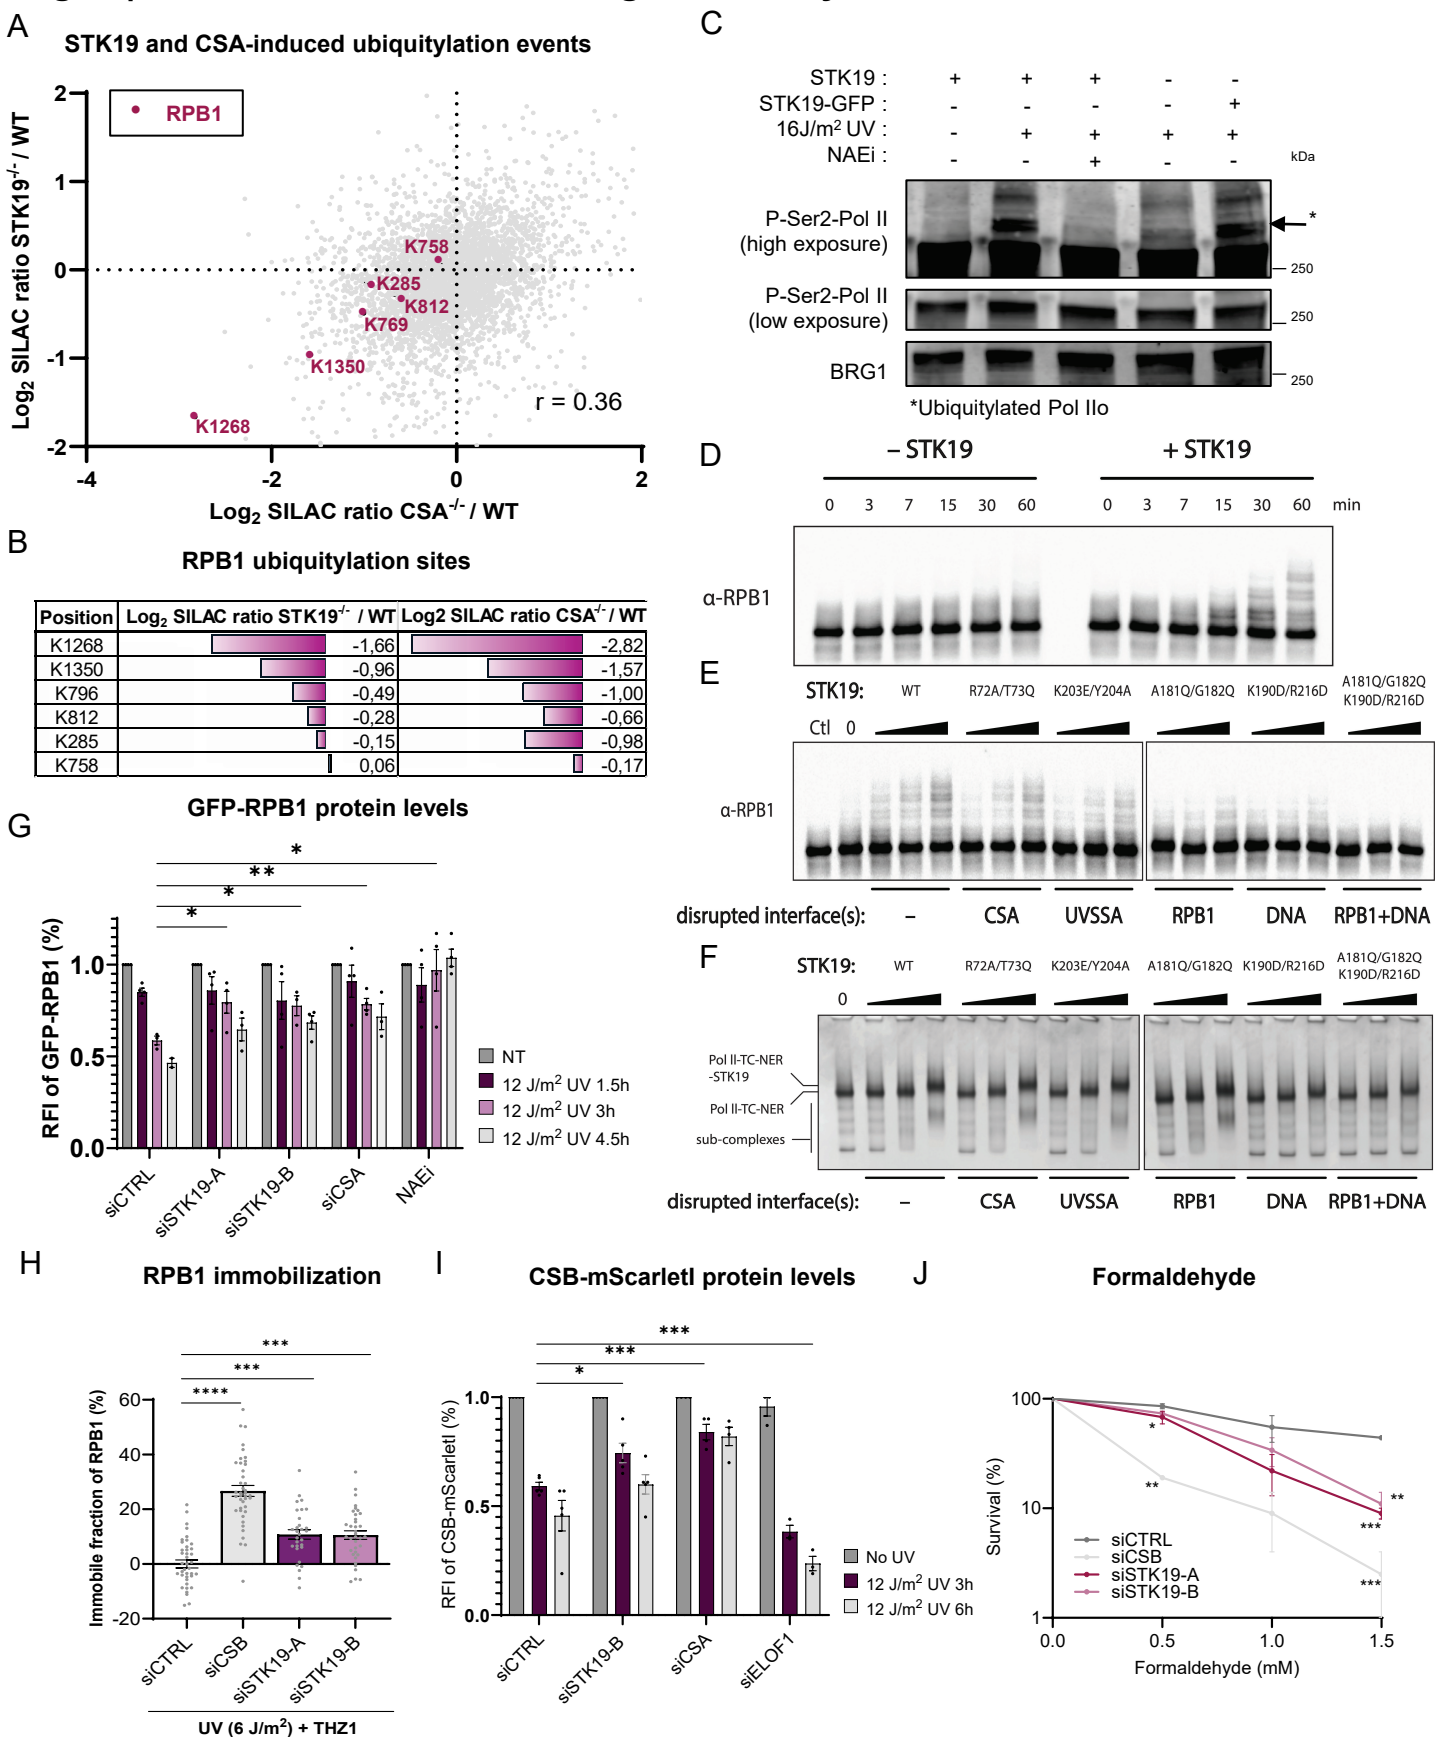 A
STK19 and CSA-induced ubiquitylation events
Log2 SILAC ratio STK19-/- / WT
2
1
0
-1
-2
RPB1
K758
K285
K812
K769
K1350
K1268
r = 0.36
-4
-2
0
2
Log2 SILAC ratio CSA-/- / WT
B
RPB1 ubiquitylation sites
Position Log2 SILAC ratio STK19-/- / WT Log2 SILAC ratio CSA-/- / WT
K1268 -1,66 -2,82
K1350 -0,96 -1,57
K796 -0,49 -1,00
K812 -0,28 -0,66
K285 -0,15 -0,98
K758 0,06 -0,17
C
STK19 : + + + - -
STK19-GFP : - - - - +
16J/m2 UV - + + + +
NAEi : - - + - -
kDa
P-Ser2-Pol II
(high exposure)
*
250
P-Ser2-Pol II
(low exposure)
250
BRG1
250
*Ubiquitylated Pol IIo
D
– STK19 + STK19
0 3 7 15 30 60 0 3 7 15 30 60 min
α-RPB1
E
STK19: WT R72A/T73Q K203E/Y204A A181Q/G182Q K190D/R216D A181Q/G182Q
K190D/R216D
Ctl 0
α-RPB1
disrupted interface(s): – CSA UVSSA RPB1 DNA RPB1+DNA
F
STK19: WT R72A/T73Q K203E/Y204A A181Q/G182Q K190D/R216D A181Q/G182Q
K190D/R216D
0
Pol II-TC-NER
-STK19
Pol II-TC-NER
sub-complexes
disrupted interface(s): – CSA UVSSA RPB1 DNA RPB1+DNA
G
GFP-RPB1 protein levels
*
**
*
*
RFI of GFP-RPB1 (%)
1.0
0.5
0.0
siCTRL
siSTK19-A
siSTK19-B
siCSA
NAEi
NT
12 J/m2 UV 1.5h
12 J/m2 UV 3h
12 J/m2 UV 4.5h
H
RPB1 immobilization
***
***
****
Immobile fraction of RPB1 (%)
60
40
20
0
-20
siCTRL
siCSB
siSTK19-A
siSTK19-B
UV (6 J/m2) + THZ1
I
CSB-mScarletI protein levels
***
***
*
RFI of CSB-mScarletI (%)
1.0
0.5
0.0
siCTRL
siSTK19-B
siCSA
siELOF1
No UV
12 J/m2 UV 3h
12 J/m2 UV 6h
J
Formaldehyde
Survival (%)
100
10
1
*
**
**
***
***
siCTRL
siCSB
siSTK19-A
siSTK19-B
0.0
0.5
1.0
1.5
Formaldehyde (mM)